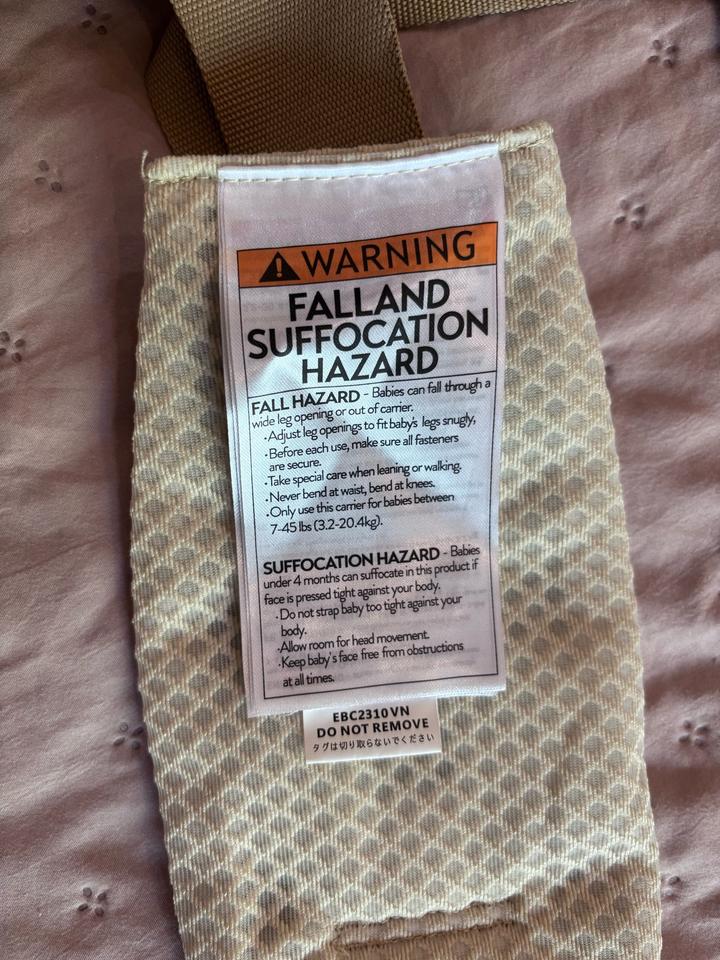 WARNING
FALLAND
SUFFOCATION
HAZARD
FALL HAZARD - Babies can fall through a
wide leg opening or out of carrier.
·Adjust leg openings to fit baby's legs snugly,
·Before each use, make sure all fasteners
are secure.
·Take special care when leaning or walking.
·Never bend at waist, bend at knees.
·Only use this carrier for babies between
7-45 lbs (3.2-20.4kg).
SUFFOCATION HAZARD - Babies
under 4 months can suffocate in this product if
face is pressed tight against your body.
·Do not strap baby too tight against your
body.
·Allow room for head movement.
·Keep baby's face free from obstructions
at all times.
EBC2310VN
DO NOT REMOVE
タグは切り取らないでください